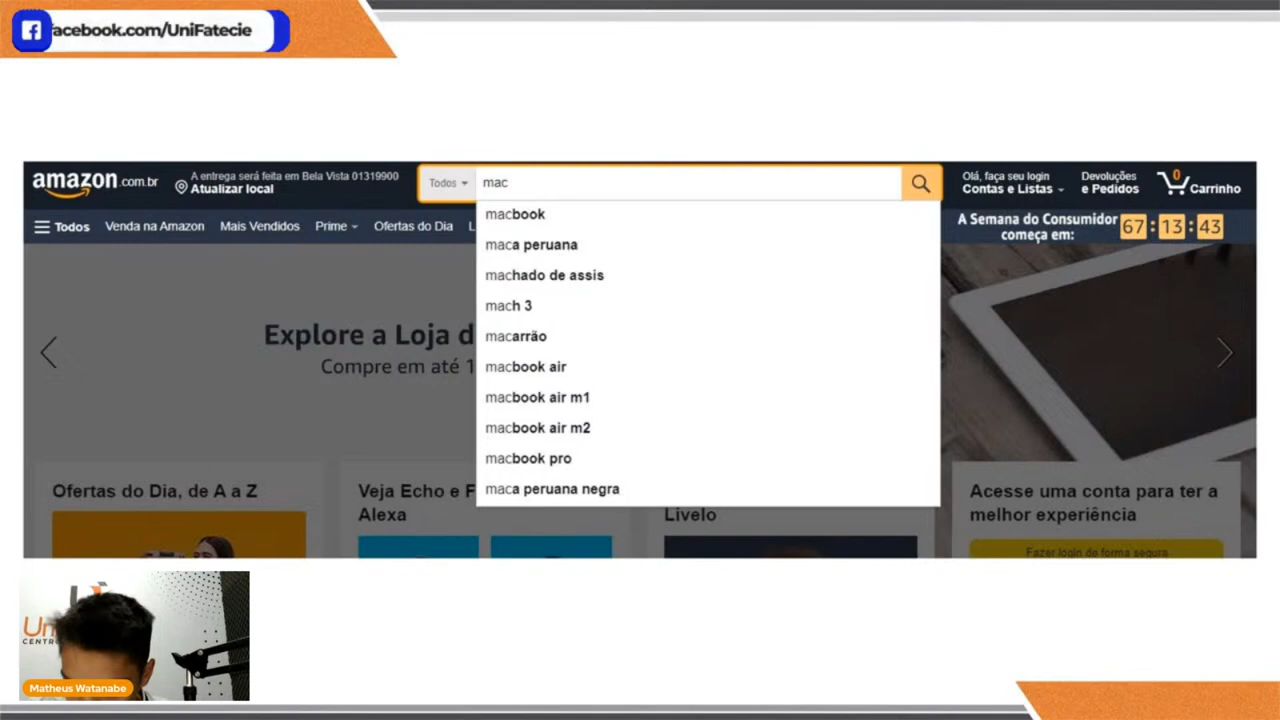 facebook.com/UniFatecie
amazon.com.br
A entrega será feita em Bela Vista 01319900
Atualizar local
Todos
mac
Olá, faça seu login
Contas e Listas
Devoluções
e Pedidos
0
Carrinho
Todos
Venda na Amazon
Mais Vendidos
Prime
Ofertas do Dia
L
A Semana do Consumidor
começa em:
67:13:43
macbook
maca peruana
machado de assis
mach 3
macarrão
macbook air
macbook air m1
macbook air m2
macbook pro
maca peruana negra
Explore a Loja d
Compre em até 1
Ofertas do Dia, de A a Z
Veja Echo e F
Alexa
Livelo
Acesse uma conta para ter a
melhor experiência
Fazer login de forma segura
Un
CENTRO
Matheus Watanabe